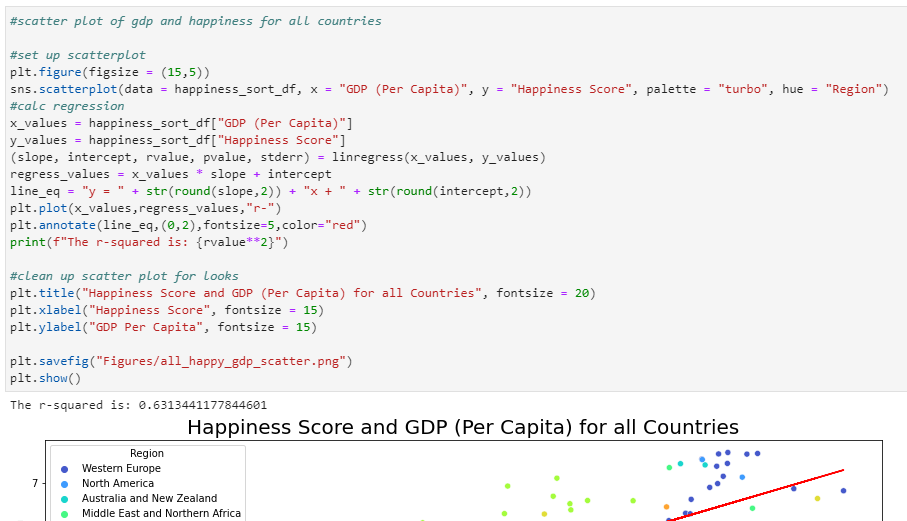 #scatter plot of gdp and happiness for all countries
#set up scatterplot
plt.figure(figsize = (15,5))
sns.scatterplot(data = happiness_sort_df, x = "GDP (Per Capita)", y = "Happiness Score", palette = "turbo", hue = "Region")
#calc regression
x_values = happiness_sort_df["GDP (Per Capita)"]
y_values = happiness_sort_df["Happiness Score"]
(slope, intercept, rvalue, pvalue, stderr) = linregress(x_values, y_values)
regress_values = x_values * slope + intercept
line_eq = "y = " + str(round(slope,2)) + "x + " + str(round(intercept,2))
plt.plot(x_values,regress_values,"r-")
plt.annotate(line_eq,(0,2),fontsize=5,color="red")
print(f"The r-squared is: {rvalue**2}")
#clean up scatter plot for looks
plt.title("Happiness Score and GDP (Per Capita) for all Countries", fontsize = 20)
plt.xlabel("Happiness Score", fontsize = 15)
plt.ylabel("GDP Per Capita", fontsize = 15)
plt.savefig("Figures/all_happy_gdp_scatter.png")
plt.show()
The r-squared is: 0.6313441177844601
Happiness Score and GDP (Per Capita) for all Countries
Region
Western Europe
7
North America
Australia and New Zealand
Middle East and Northern Africa